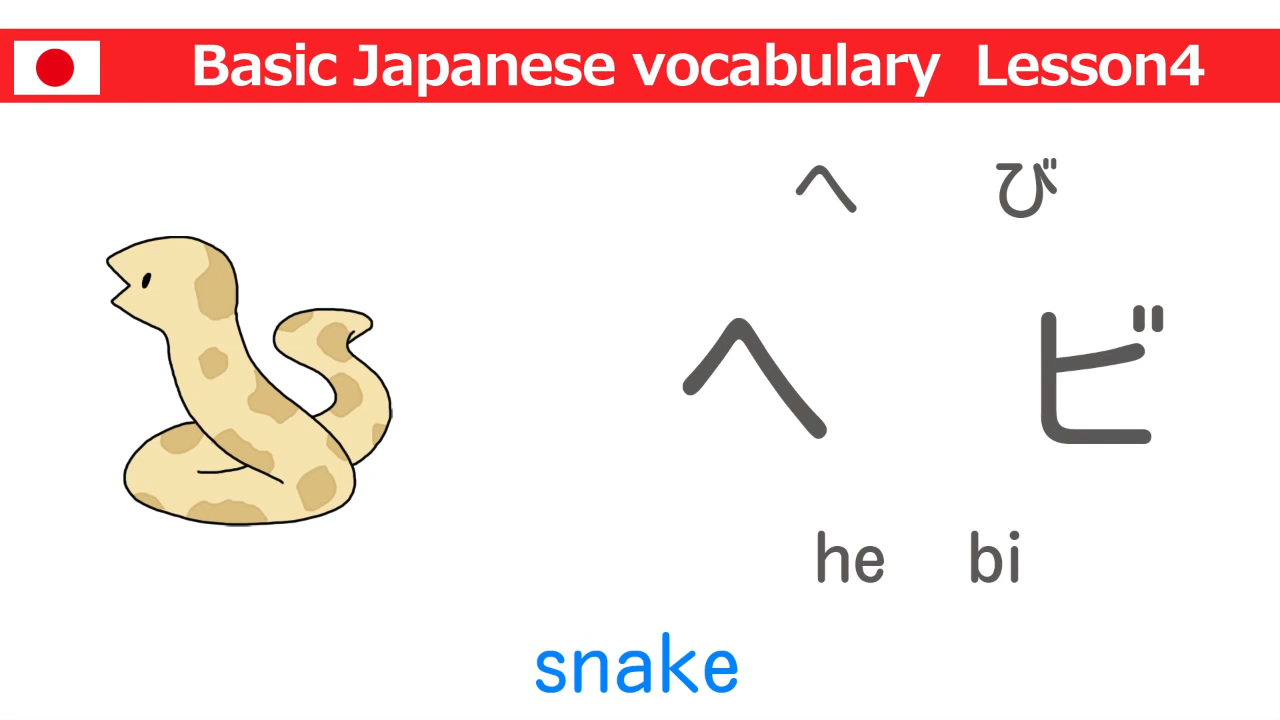 Basic Japanese vocabulary Lesson4
へ び
ヘ ビ
he bi
snake